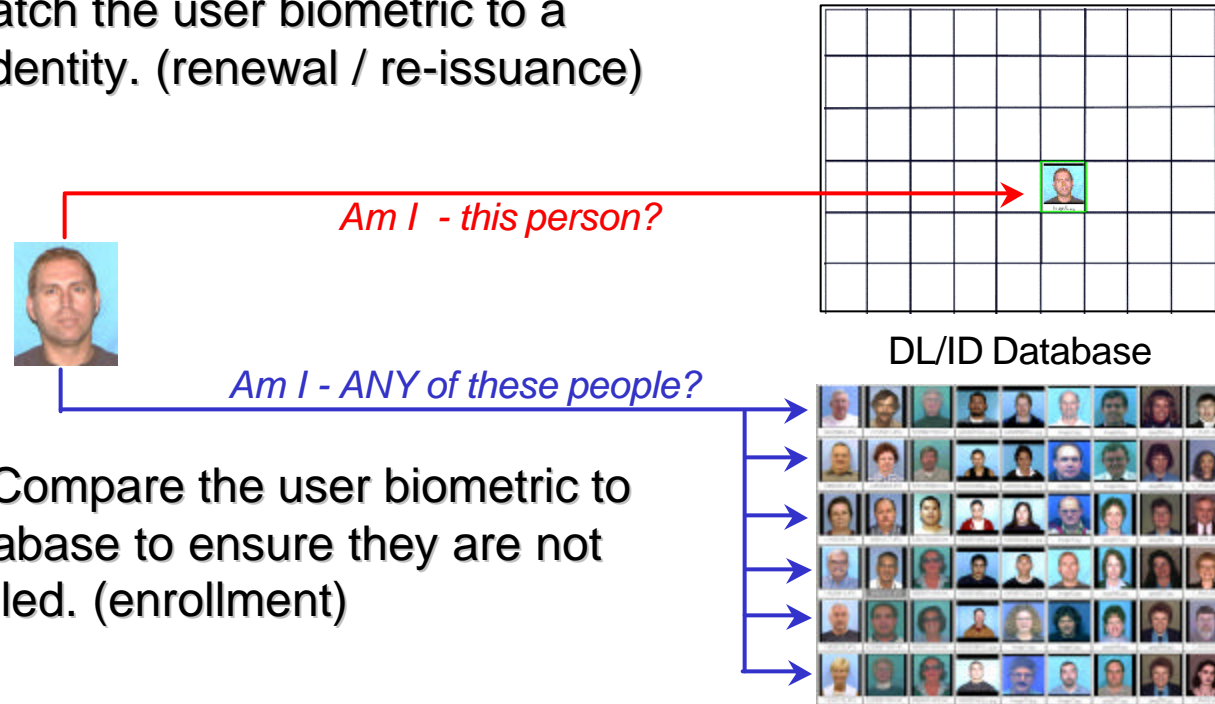 atch the user biometric to a
dentity. (renewal / re-issuance)
Am I - this person?
DL/ID Database
Am I - ANY of these people?
Compare the user biometric to
abase to ensure they are not
led. (enrollment)